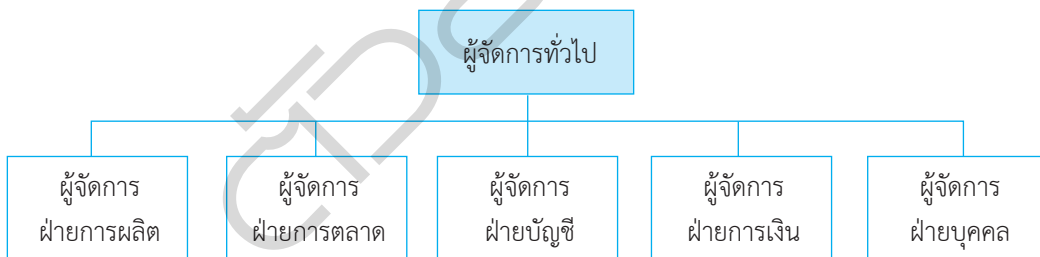 ผู้จัดการทั่วไป
ผู้จัดการ
ฝ่ายการผลิต
ผู้จัดการ
ฝ่ายการตลาด
ผู้จัดการ
ฝ่ายบัญชี
ผู้จัดการ
ฝ่ายการเงิน
ผู้จัดการ
ฝ่ายบุคคล